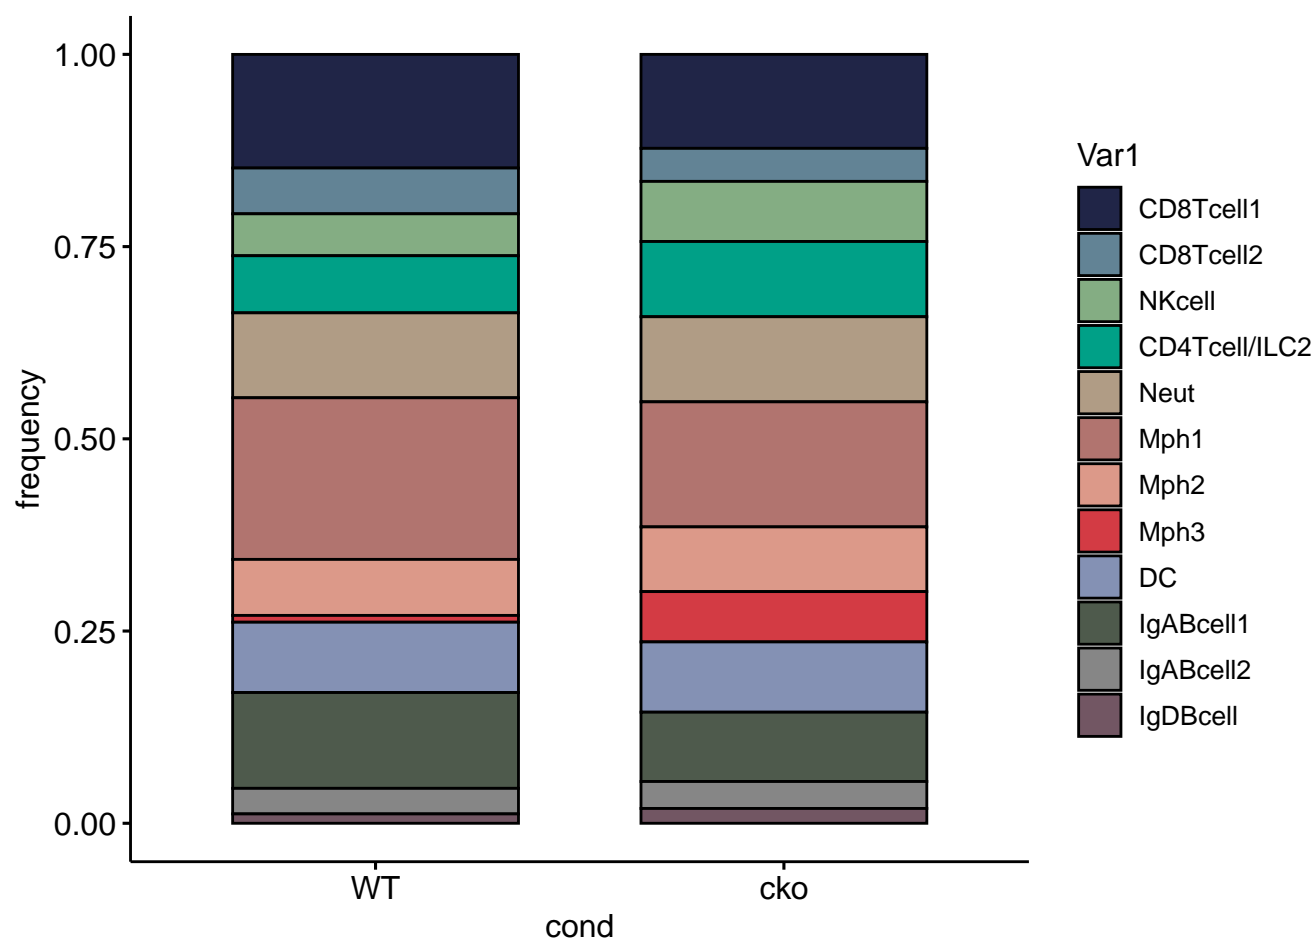 1.00
0.75
0.50
0.25
0.00
frequency
WT
cko
cond
Var1
CD8Tcell1
CD8Tcell2
NKcell
CD4Tcell/ILC2
Neut
Mph1
Mph2
Mph3
DC
IgABcell1
IgABcell2
IgDBcell